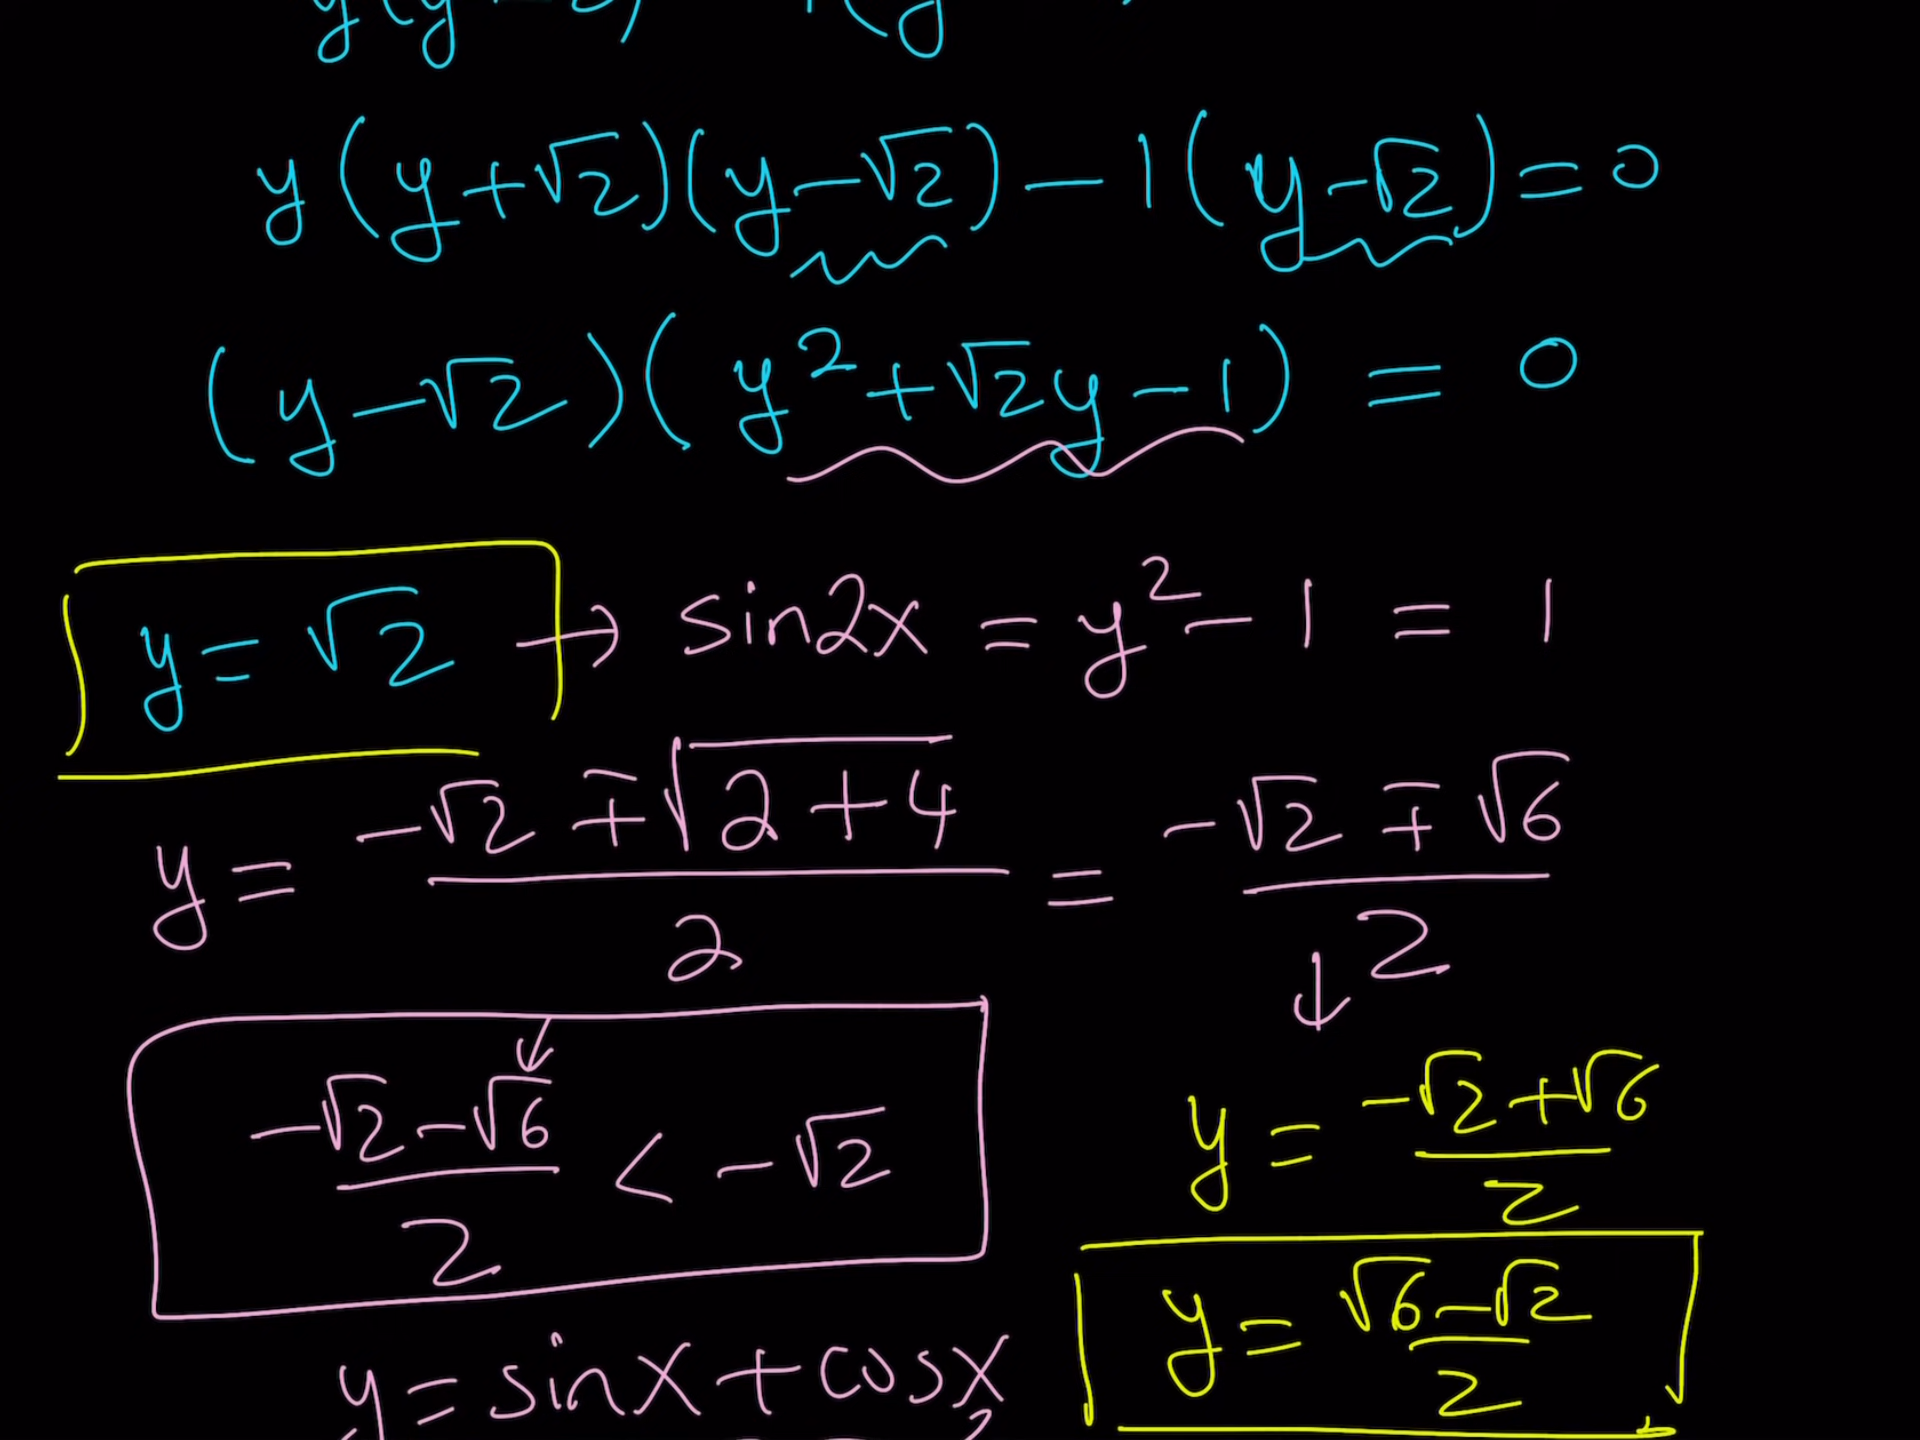 y(y+√2)(y-√2) - 1(y-√2) = 0
(y-√2)(y²+√2y-1) = 0
y = √2 → sin2x = y² - 1 = 1
y = (-√2 ∓ √(2+4))/2 = (-√2 ∓ √6)/2
↓
(-√2-√6)/2 < -√2
y = (-√2+√6)/2
y = (√6-√2)/2
y = sinx + cosx